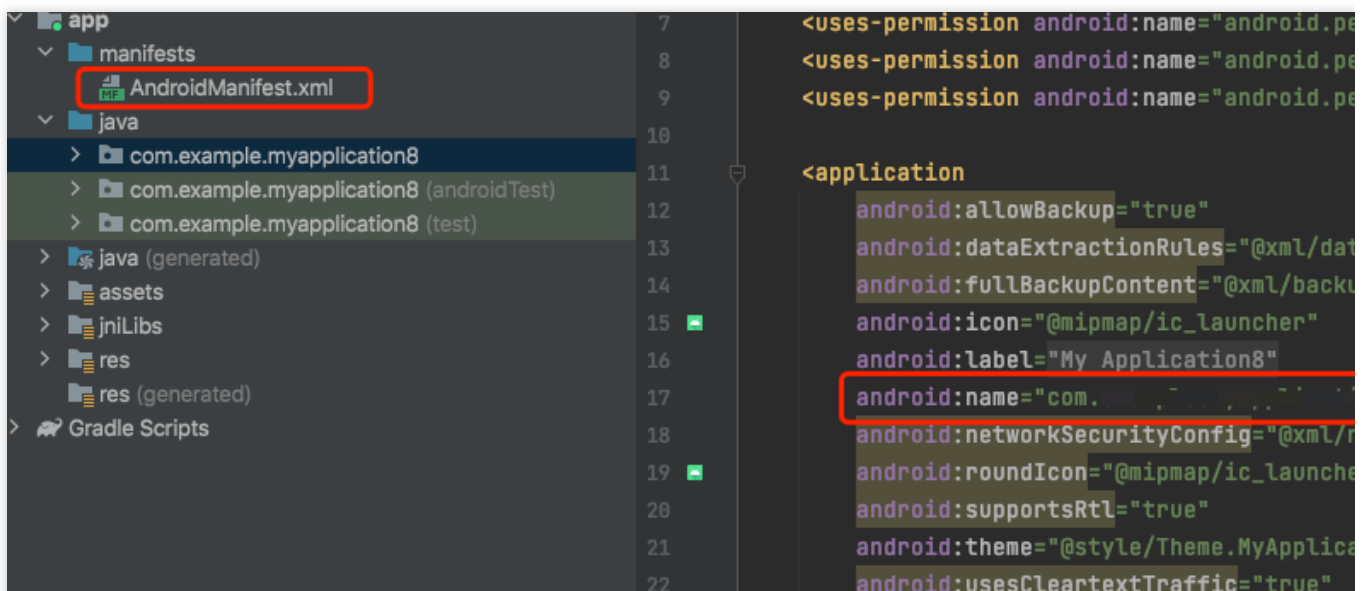 app
manifests
AndroidManifest.xml
java
com.example.myapplication8
com.example.myapplication8 (androidTest)
com.example.myapplication8 (test)
java (generated)
assets
jniLibs
res
res (generated)
Gradle Scripts
7 <uses-permission android:name="android.pe
8 <uses-permission android:name="android.pe
9 <uses-permission android:name="android.pe
10
11 <application
12 android:allowBackup="true"
13 android:dataExtractionRules="@xml/dat
14 android:fullBackupContent="@xml/backu
15 android:icon="@mipmap/ic_launcher"
16 android:label="My Application8"
17 android:name="com.
18 android:networkSecurityConfig="@xml/n
19 android:roundIcon="@mipmap/ic_launche
20 android:supportsRtl="true"
21 android:theme="@style/Theme.MyApplica
22 android:usesCleartextTraffic="true"